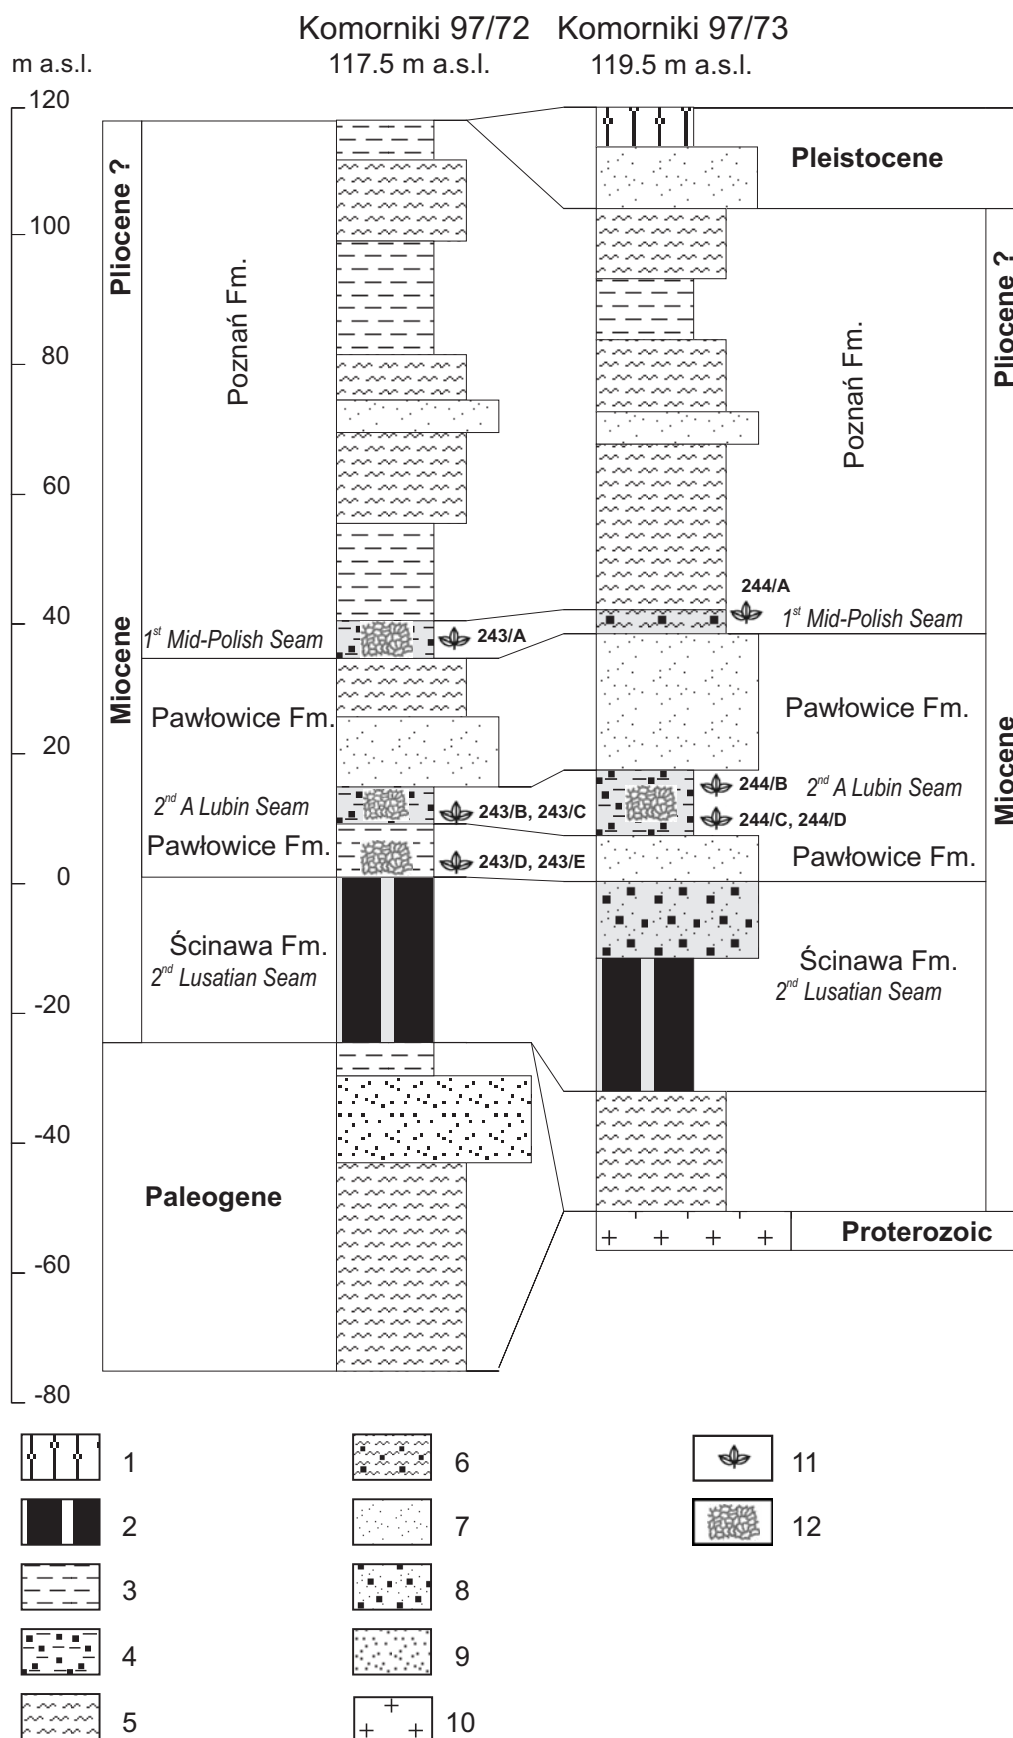 Komorniki 97/72 Komorniki 97/73
m a.s.l. 117.5 m a.s.l. 119.5 m a.s.l.
120
100
80
60
40
20
0
-20
-40
-60
-80
Pliocene ?
Miocene
Poznań Fm.
1st Mid-Polish Seam
243/A
Pawłowice Fm.
2nd A Lubin Seam
243/B, 243/C
Pawłowice Fm.
243/D, 243/E
Ścinawa Fm.
2nd Lusatian Seam
Paleogene
Pleistocene
Pliocene ?
Poznań Fm.
244/A
1st Mid-Polish Seam
Pawłowice Fm.
Miocene
244/B
2nd A Lubin Seam
244/C, 244/D
Pawłowice Fm.
Ścinawa Fm.
2nd Lusatian Seam
Proterozoic
1
2
3
4
5
6
7
8
9
10
11
12